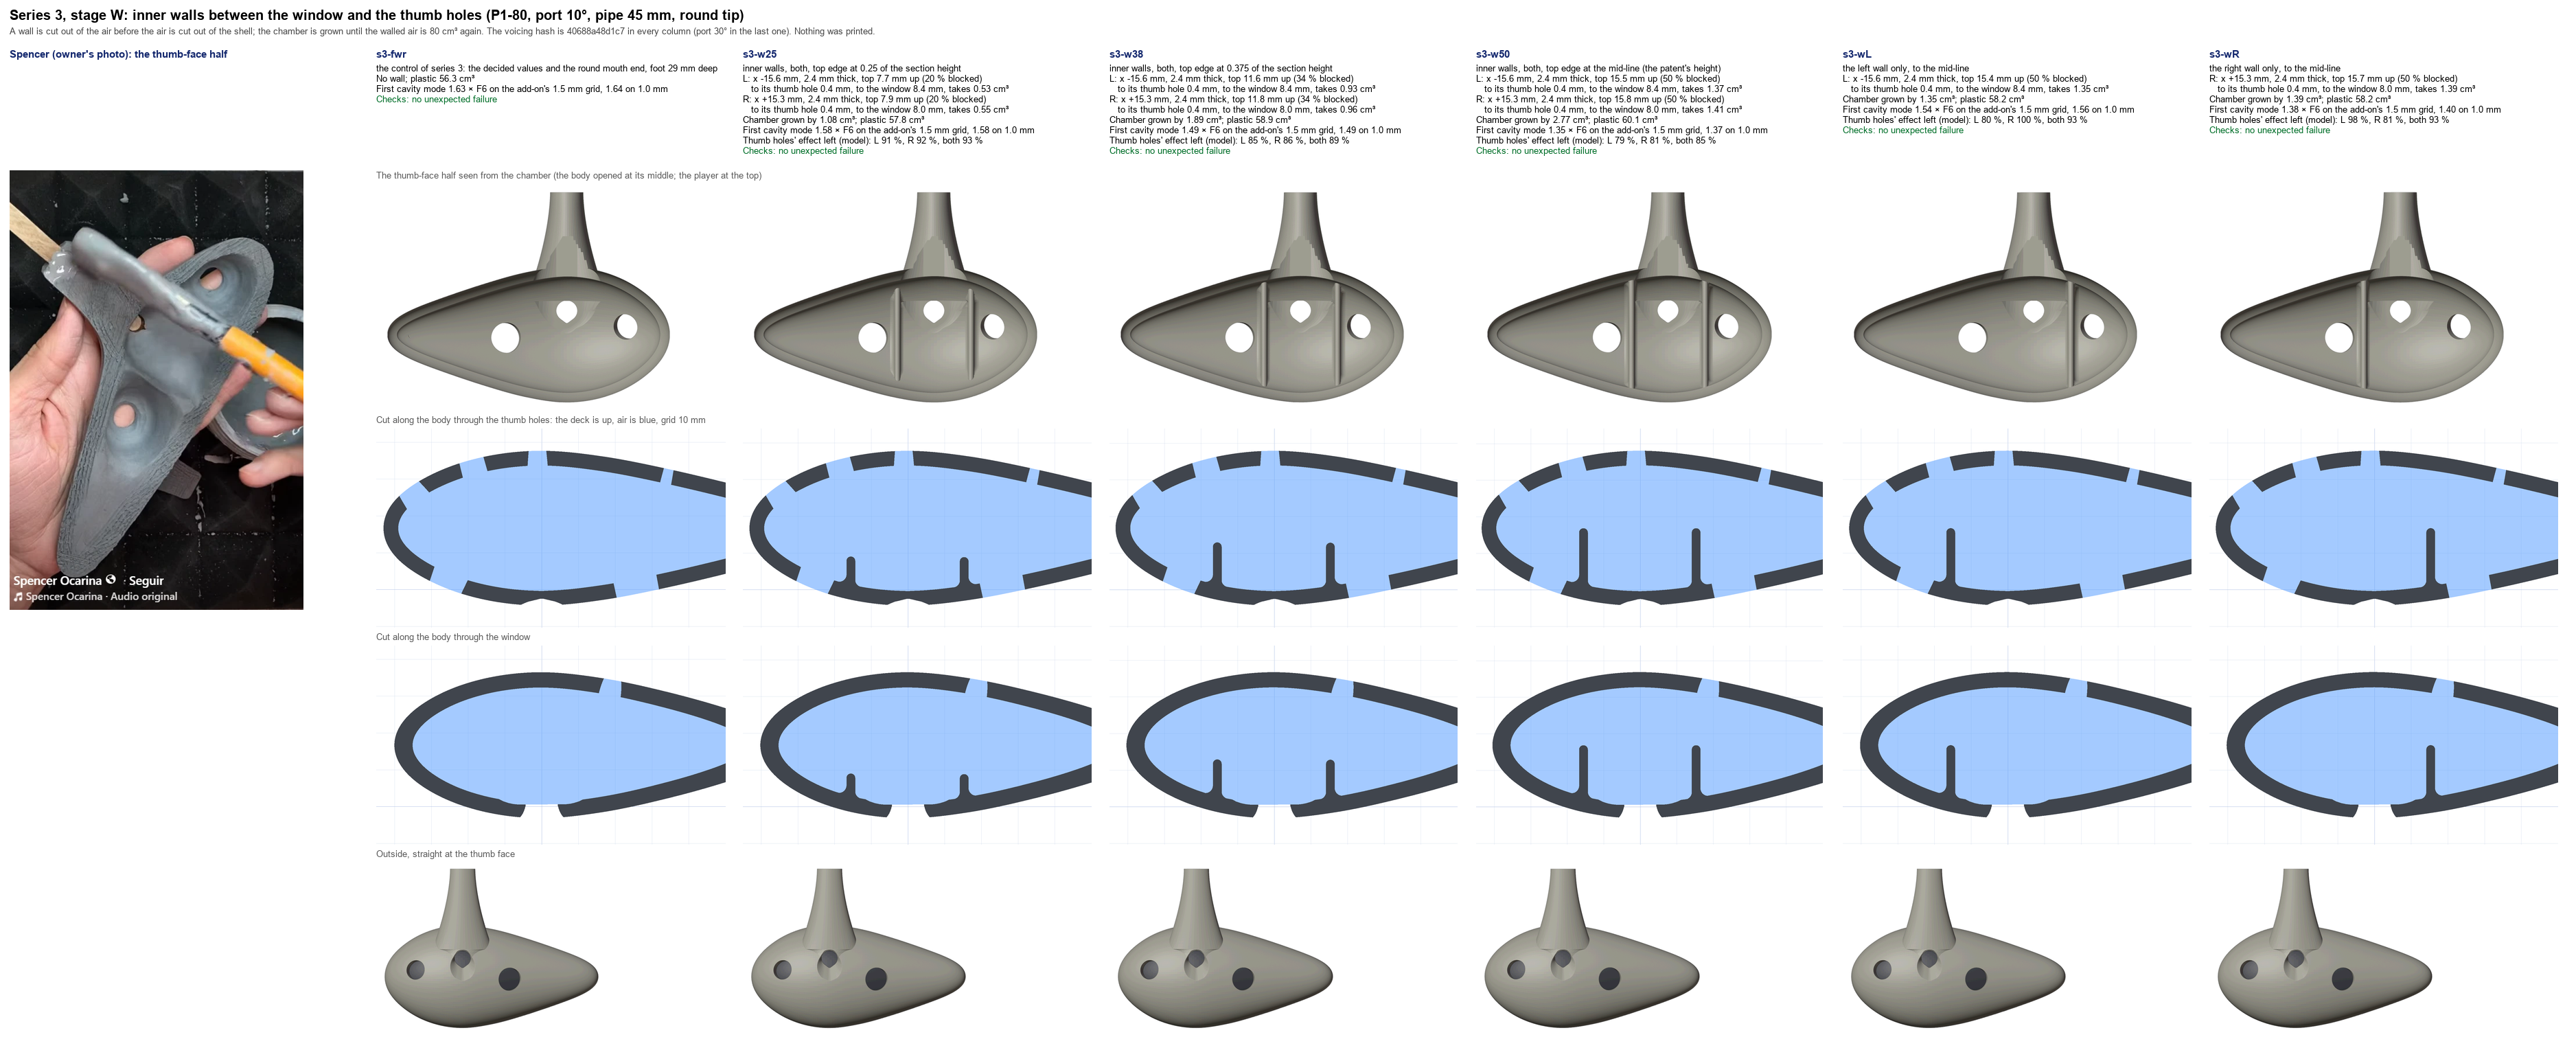 Series 3, stage W: inner walls between the window and the thumb holes (P1-80, port 10°, pipe 45 mm, round tip)
A wall is cut out of the air before the air is cut out of the shell; the chamber is grown until the walled air is 80 cm³ again. The voicing hash is 40688a48d1c7 in every column (port 30° in the last one). Nothing was printed.
Spencer (owner's photo): the thumb-face half
s3-fwr
the control of series 3: the decided values and the round mouth end, foot 29 mm deep
No wall; plastic 56.3 cm³
First cavity mode 1.63 × F6 on the add-on's 1.5 mm grid, 1.64 on 1.0 mm
Checks: no unexpected failure
s3-w25
inner walls, both, top edge at 0.25 of the section height
L: x -15.6 mm, 2.4 mm thick, top 7.7 mm up (20 % blocked)
to its thumb hole 0.4 mm, to the window 8.4 mm, takes 0.53 cm³
R: x +15.3 mm, 2.4 mm thick, top 7.9 mm up (20 % blocked)
to its thumb hole 0.4 mm, to the window 8.0 mm, takes 0.55 cm³
Chamber grown by 1.08 cm³; plastic 57.8 cm³
First cavity mode 1.58 × F6 on the add-on's 1.5 mm grid, 1.58 on 1.0 mm
Thumb holes' effect left (model): L 91 %, R 92 %, both 93 %
Checks: no unexpected failure
s3-w38
inner walls, both, top edge at 0.375 of the section height
L: x -15.6 mm, 2.4 mm thick, top 11.6 mm up (34 % blocked)
to its thumb hole 0.4 mm, to the window 8.4 mm, takes 0.93 cm³
R: x +15.3 mm, 2.4 mm thick, top 11.8 mm up (34 % blocked)
to its thumb hole 0.4 mm, to the window 8.0 mm, takes 0.96 cm³
Chamber grown by 1.89 cm³; plastic 58.9 cm³
First cavity mode 1.49 × F6 on the add-on's 1.5 mm grid, 1.49 on 1.0 mm
Thumb holes' effect left (model): L 85 %, R 86 %, both 89 %
Checks: no unexpected failure
s3-w50
inner walls, both, top edge at the mid-line (the patent's height)
L: x -15.6 mm, 2.4 mm thick, top 15.5 mm up (50 % blocked)
to its thumb hole 0.4 mm, to the window 8.4 mm, takes 1.37 cm³
R: x +15.3 mm, 2.4 mm thick, top 15.8 mm up (50 % blocked)
to its thumb hole 0.4 mm, to the window 8.0 mm, takes 1.41 cm³
Chamber grown by 2.77 cm³; plastic 60.1 cm³
First cavity mode 1.35 × F6 on the add-on's 1.5 mm grid, 1.37 on 1.0 mm
Thumb holes' effect left (model): L 79 %, R 81 %, both 85 %
Checks: no unexpected failure
s3-wL
the left wall only, to the mid-line
L: x -15.6 mm, 2.4 mm thick, top 15.4 mm up (50 % blocked)
to its thumb hole 0.4 mm, to the window 8.4 mm, takes 1.35 cm³
Chamber grown by 1.35 cm³; plastic 58.2 cm³
First cavity mode 1.54 × F6 on the add-on's 1.5 mm grid, 1.56 on 1.0 mm
Thumb holes' effect left (model): L 80 %, R 100 %, both 93 %
Checks: no unexpected failure
s3-wR
the right wall only, to the mid-line
R: x +15.3 mm, 2.4 mm thick, top 15.7 mm up (50 % blocked)
to its thumb hole 0.4 mm, to the window 8.0 mm, takes 1.39 cm³
Chamber grown by 1.39 cm³; plastic 58.2 cm³
First cavity mode 1.38 × F6 on the add-on's 1.5 mm grid, 1.40 on 1.0 mm
Thumb holes' effect left (model): L 98 %, R 81 %, both 93 %
Checks: no unexpected failure
The thumb-face half seen from the chamber (the body opened at its middle; the player at the top)
Cut along the body through the thumb holes: the deck is up, air is blue, grid 10 mm
Spencer Ocarina · Seguir
Spencer Ocarina · Audio original
Cut along the body through the window
Outside, straight at the thumb face